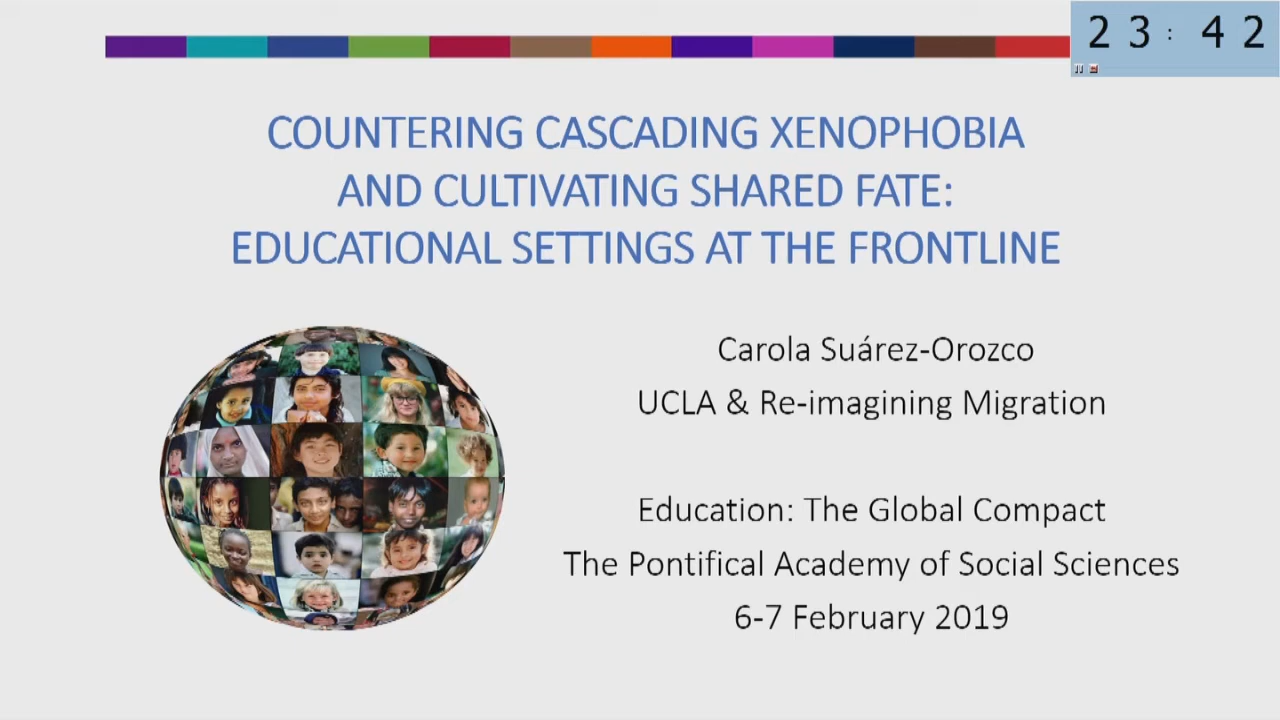 23:42
COUNTERING CASCADING XENOPHOBIA
AND CULTIVATING SHARED FATE:
EDUCATIONAL SETTINGS AT THE FRONTLINE
Carola Suárez-Orozco
UCLA & Re-imagining Migration
Education: The Global Compact
The Pontifical Academy of Social Sciences
6-7 February 2019